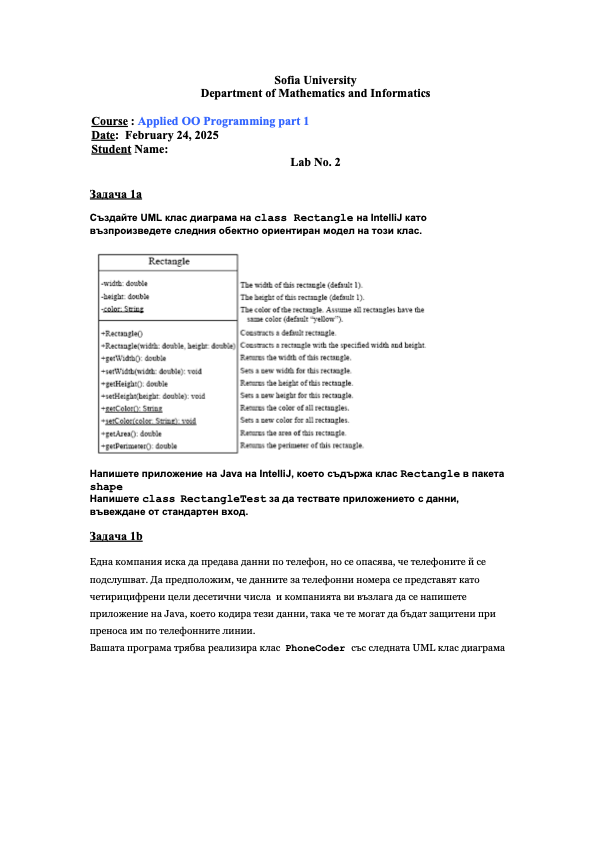 Sofia University
Department of Mathematics and Informatics
Course : Applied OO Programming part 1
Date: February 24, 2025
Student Name:
Lab No. 2
Задача 1a
Създайте UML клас диаграма на class Rectangle на IntelliJ като
възпроизведете следния обектно ориентиран модел на този клас.
Rectangle
-width: double The width of this rectangle (default 1).
-height: double The height of this rectangle (default 1).
-color: String The color of the rectangle. Assume all rectangles have the
same color (default "yellow").
+Rectangle() Constructs a default rectangle.
+Rectangle(width: double, height: double) Constructs a rectangle with the specified width and height.
+getWidth(): double Returns the width of this rectangle.
+setWidth(width: double): void Sets a new width for this rectangle.
+getHeight(): double Returns the height of this rectangle.
+setHeight(height: double): void Sets a new height for this rectangle.
+getColor(): String Returns the color of all rectangles.
+setColor(color: String): void Sets a new color for all rectangles.
+getArea(): double Returns the area of this rectangle.
+getPerimeter(): double Returns the perimeter of this rectangle.
Напишете приложение на Java на IntelliJ, което съдържа клас Rectangle в пакета
shape
Напишете class RectangleTest за да тествате приложението с данни,
въвеждане от стандартен вход.
Задача 1b
Една компания иска да предава данни по телефон, но се опасява, че телефоните й се
подслушват. Да предположим, че данните за телефонни номера се представят като
четирицифрени цели десетични числа и компанията ви възлага да се напишете
приложение на Java, което кодира тези данни, така че те могат да бъдат защитени при
преноса им по телефонните линии.
Вашата програма трябва реализира клас PhoneCoder със следната UML клас диаграма